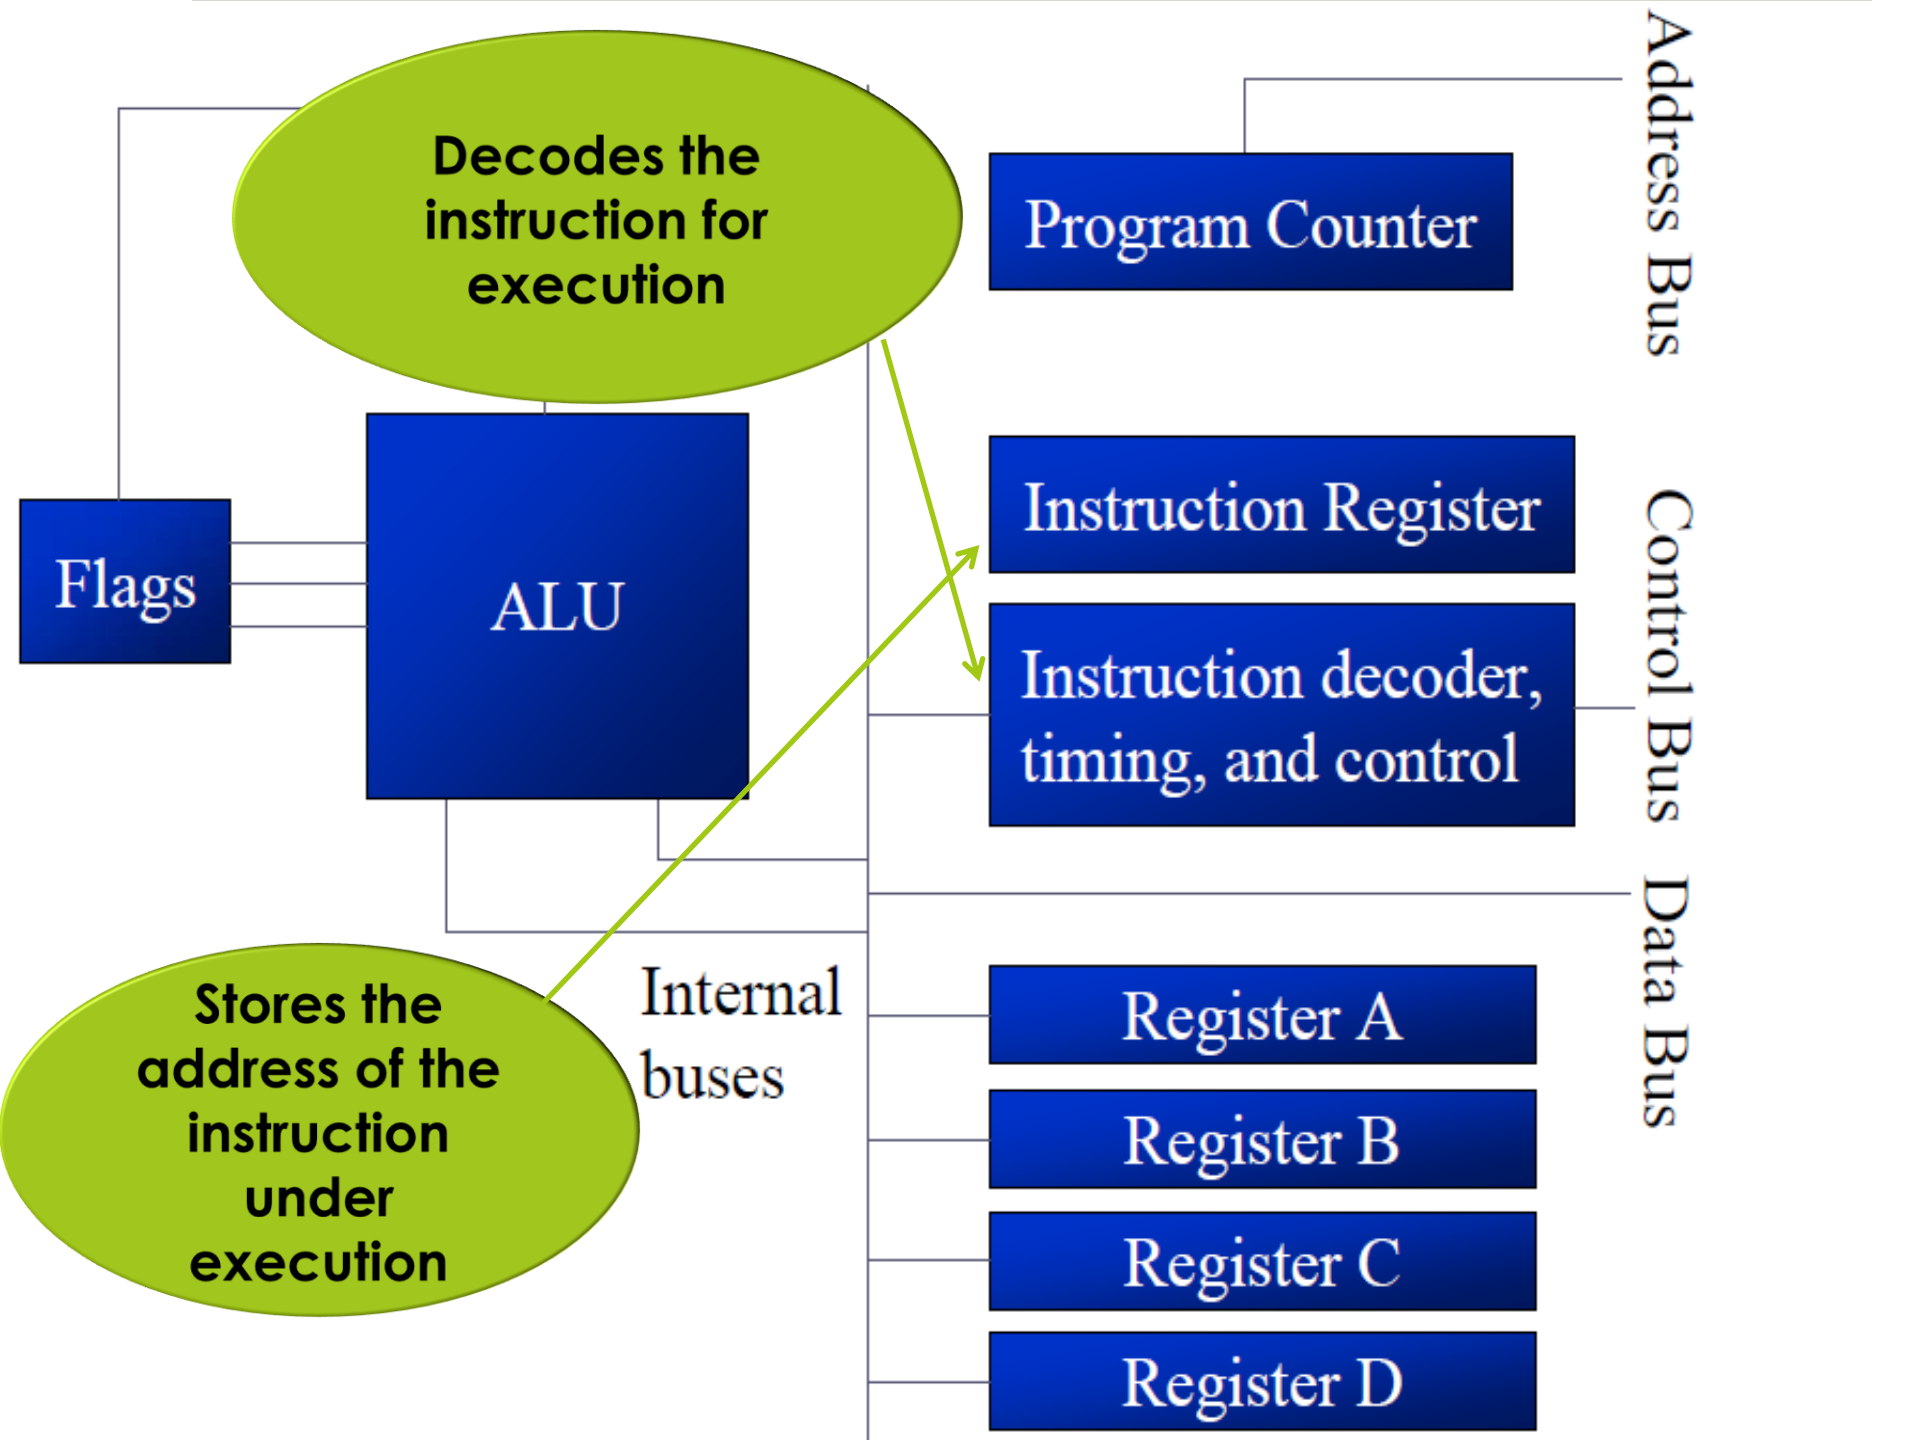 Decodes the
instruction for
execution
Program Counter
Address Bus
Instruction Register
Flags
ALU
Instruction decoder,
timing, and control
Control Bus
Data Bus
Stores the
address of the
instruction
under
execution
Internal
buses
Register A
Register B
Register C
Register D